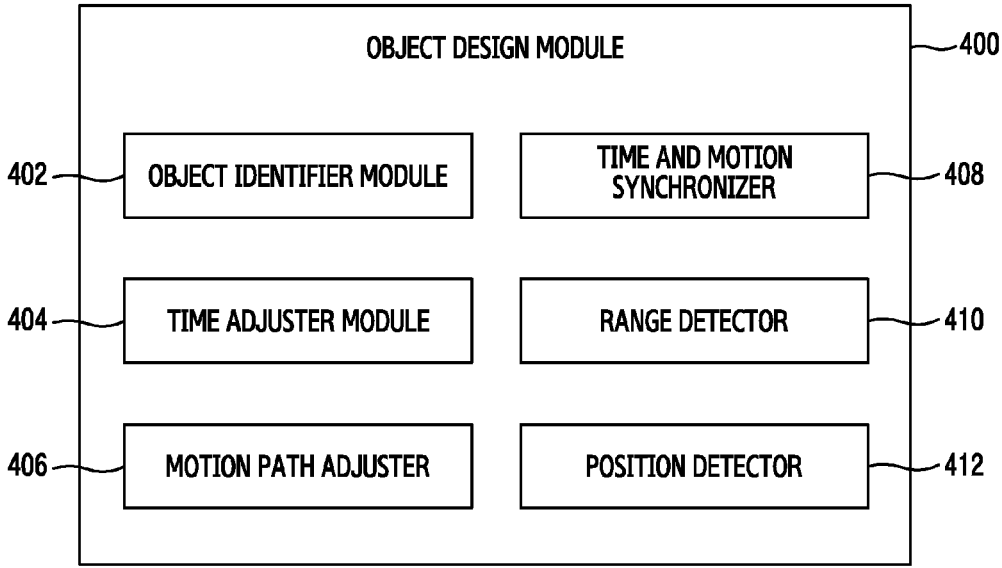 OBJECT DESIGN MODULE
400
402
OBJECT IDENTIFIER MODULE
TIME AND MOTION
SYNCHRONIZER
408
404
TIME ADJUSTER MODULE
RANGE DETECTOR
410
406
MOTION PATH ADJUSTER
POSITION DETECTOR
412